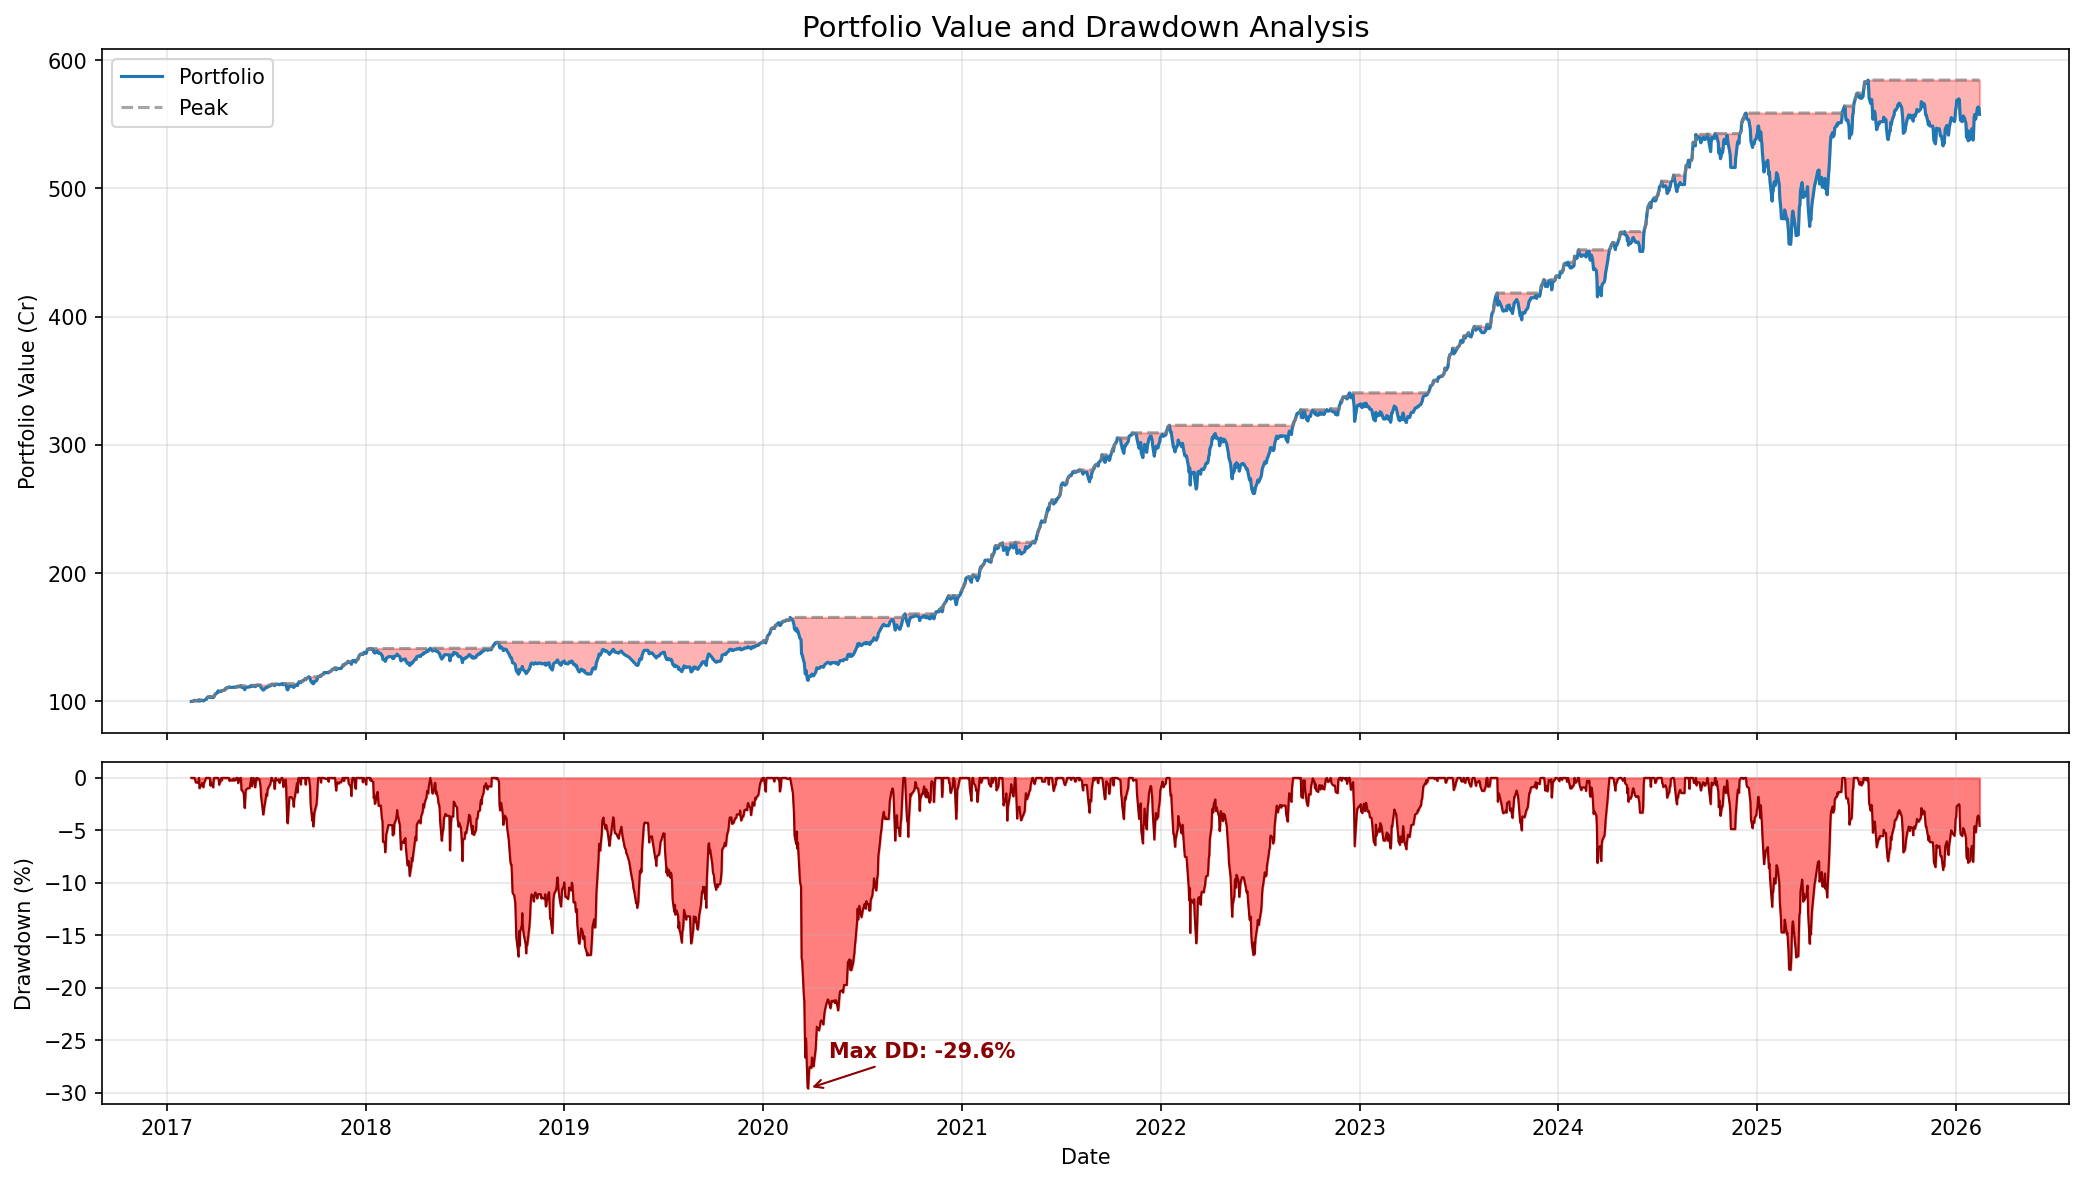 Portfolio Value and Drawdown Analysis
Portfolio
Peak
Portfolio Value (Cr)
600
500
400
300
200
100
Drawdown (%)
0
−5
−10
−15
−20
−25
−30
Max DD: -29.6%
2017 2018 2019 2020 2021 2022 2023 2024 2025 2026
Date